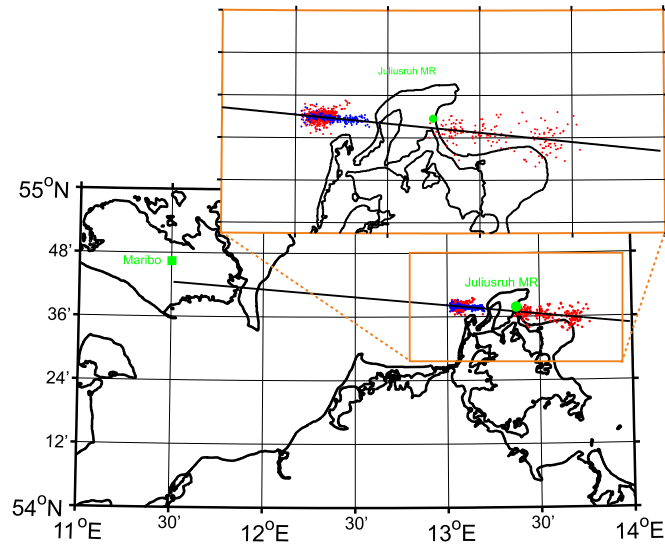 Juliusruh MR
55°N
Maribo
48'
Juliusruh MR
36'
24'
12'
54°N
11°E
30'
12°E
30'
13°E
30'
14°E